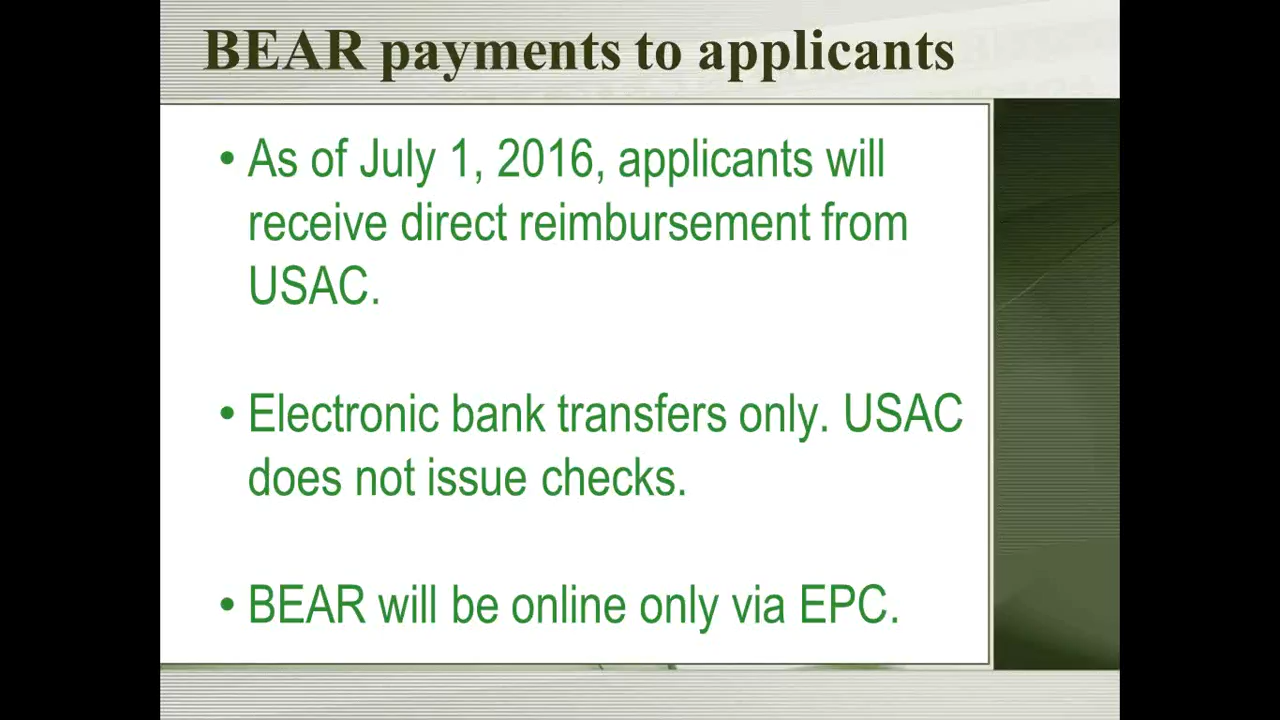 BEAR payments to applicants
• As of July 1, 2016, applicants will
receive direct reimbursement from
USAC.
• Electronic bank transfers only. USAC
does not issue checks.
• BEAR will be online only via EPC.